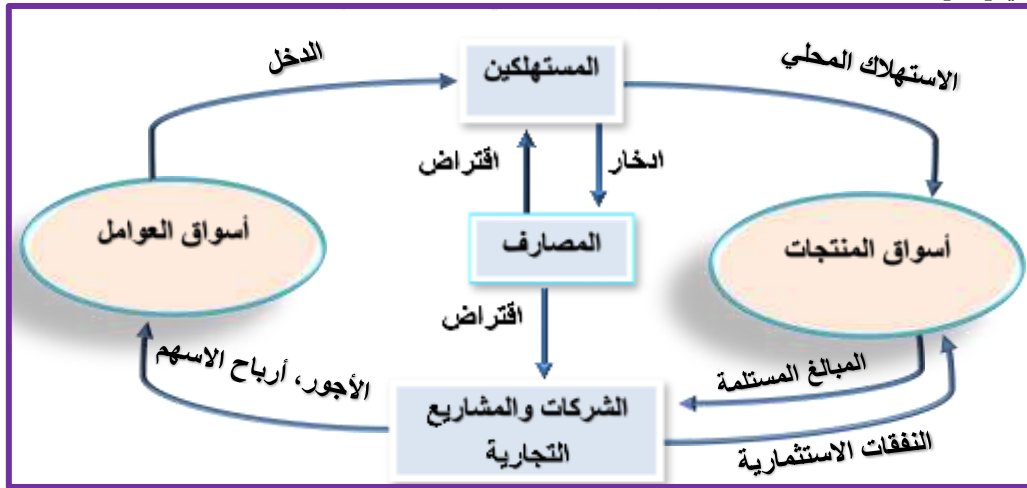 المستهلكين
الدخل
الاستهلاك المحلي
اقتراض
ادخار
أسواق العوامل
المصارف
أسواق المنتجات
اقتراض
الأجور، أرباح الاسهم
المبالغ المستلمة
الشركات والمشاريع
التجارية
النفقات الاستثمارية